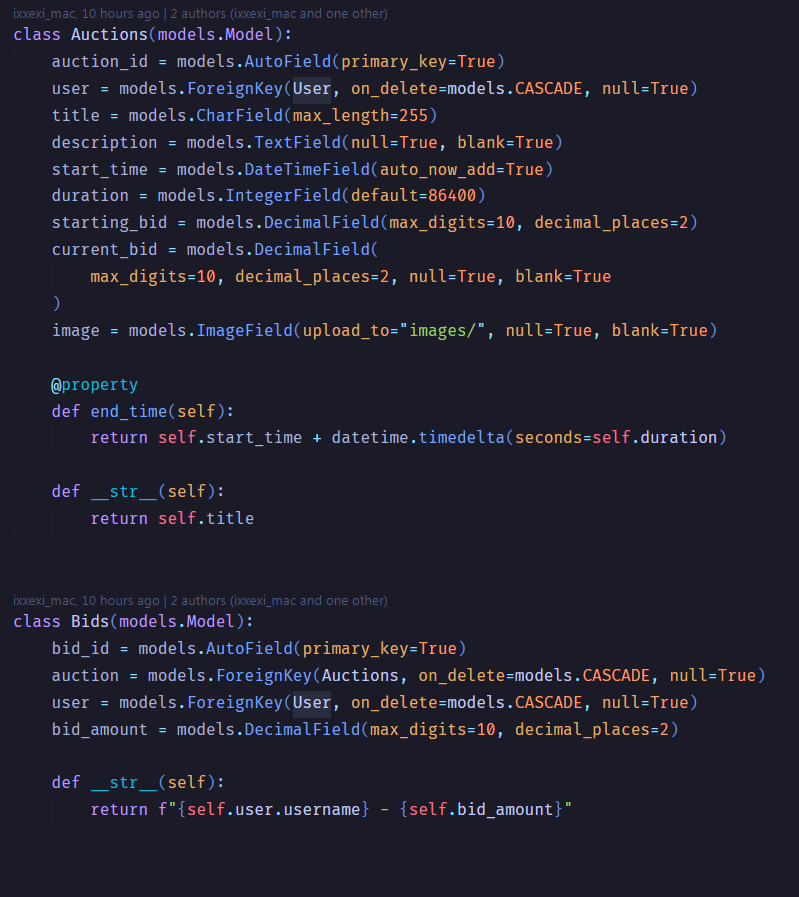 ixxexi_mac, 10 hours ago | 2 authors (ixxexi_mac and one other)
class Auctions(models.Model):
    auction_id = models.AutoField(primary_key=True)
    user = models.ForeignKey(User, on_delete=models.CASCADE, null=True)
    title = models.CharField(max_length=255)
    description = models.TextField(null=True, blank=True)
    start_time = models.DateTimeField(auto_now_add=True)
    duration = models.IntegerField(default=86400)
    starting_bid = models.DecimalField(max_digits=10, decimal_places=2)
    current_bid = models.DecimalField(
        max_digits=10, decimal_places=2, null=True, blank=True
    )
    image = models.ImageField(upload_to="images/", null=True, blank=True)
    @property
    def end_time(self):
        return self.start_time + datetime.timedelta(seconds=self.duration)
    def __str__(self):
        return self.title
ixxexi_mac, 10 hours ago | 2 authors (ixxexi_mac and one other)
class Bids(models.Model):
    bid_id = models.AutoField(primary_key=True)
    auction = models.ForeignKey(Auctions, on_delete=models.CASCADE, null=True)
    user = models.ForeignKey(User, on_delete=models.CASCADE, null=True)
    bid_amount = models.DecimalField(max_digits=10, decimal_places=2)
    def __str__(self):
        return f"{self.user.username} - {self.bid_amount}"